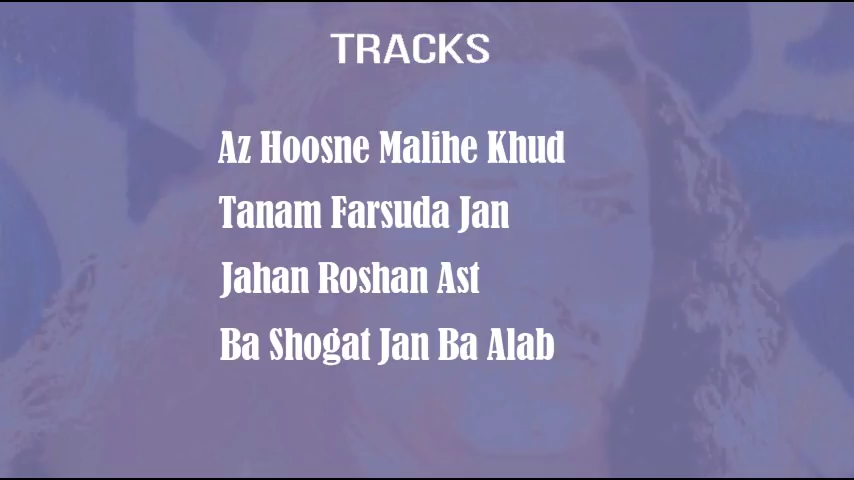 TRACKS
Az Hoosne Malihe Khud
Tanam Farsuda Jan
Jahan Roshan Ast
Ba Shogat Jan Ba Alab